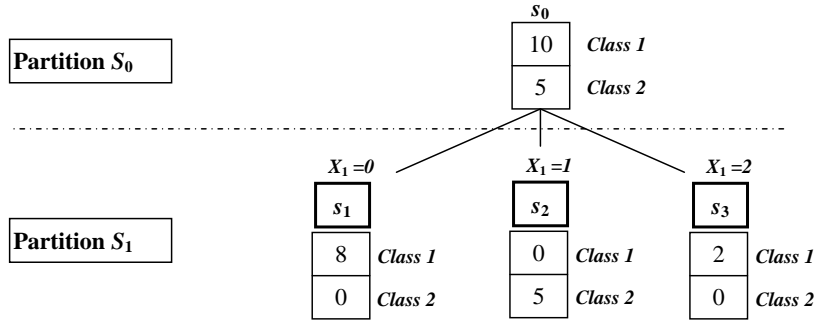 s₀
10 Class 1
Partition S₀
5 Class 2
X₁ =0 X₁ =1 X₁ =2
s₁ s₂ s₃
Partition S₁
8 Class 1 0 Class 1 2 Class 1
0 Class 2 5 Class 2 0 Class 2